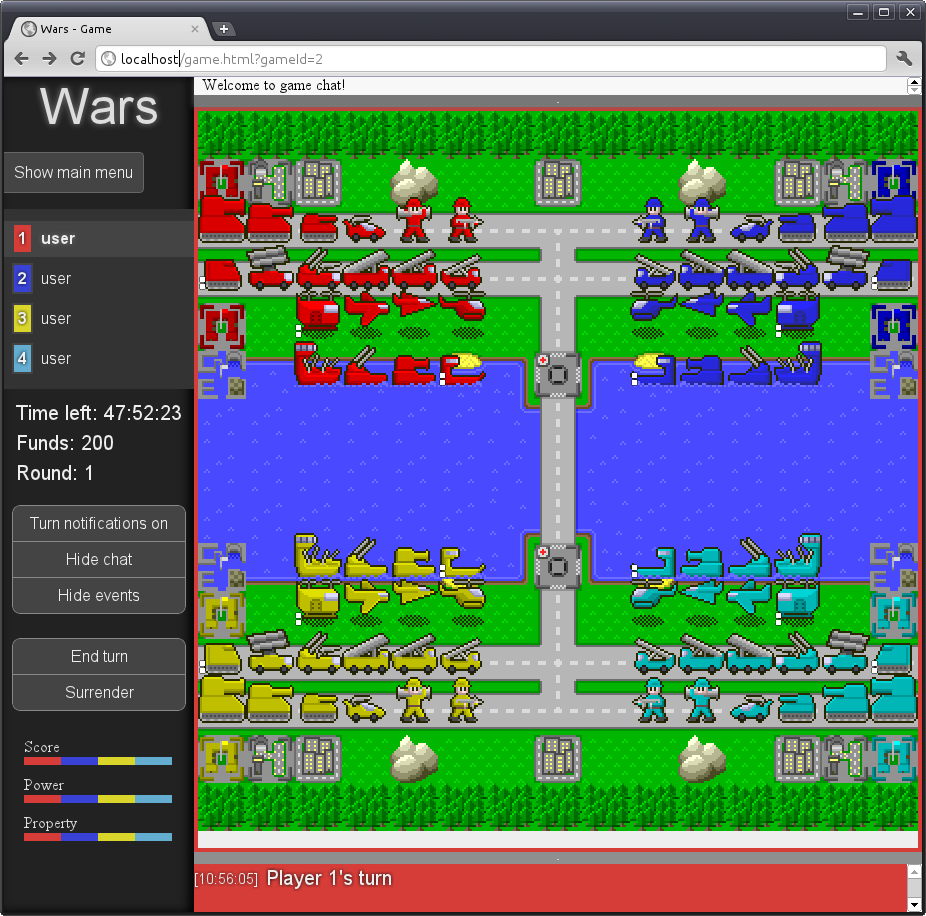 Wars - Game
localhost/game.html?gameId=2
Wars
Welcome to game chat!
Show main menu
1 user
2 user
3 user
4 user
Time left: 47:52:23
Funds: 200
Round: 1
Turn notifications on
Hide chat
Hide events
End turn
Surrender
Score
Power
Property
[10:56:05] Player 1's turn